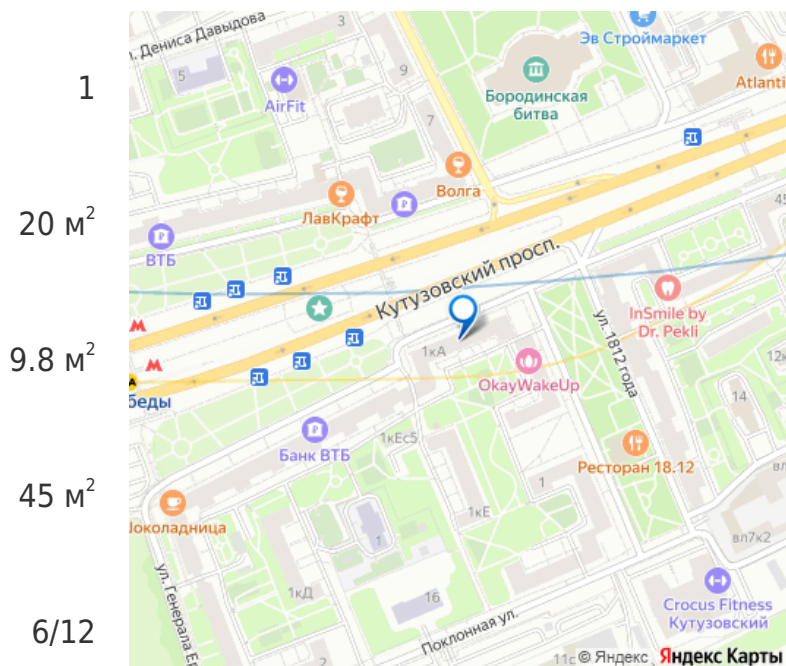 1
20 м²
9.8 м²
45 м²
6/12
ул. Дениса Давыдова
3
5
9
7
AirFit
Эв Строймаркет
Atlanti
Бородинская
битва
Волга
ЛавКрафт
ВТБ
45
Кутузовский просп.
InSmile by
Dr. Pekli
ул. 1812 года
12к
1кА
OkayWakeUp
А
беды
14
Банк ВТБ
1кЕс5
Ресторан 18.12
вл
1
1кЕ
Шоколадница
вл7к2
1
1кД
16
ул. Генерала Ер
Поклонная ул.
Crocus Fitness
Кутузовский
11с
© Яндекс Яндекс Карты